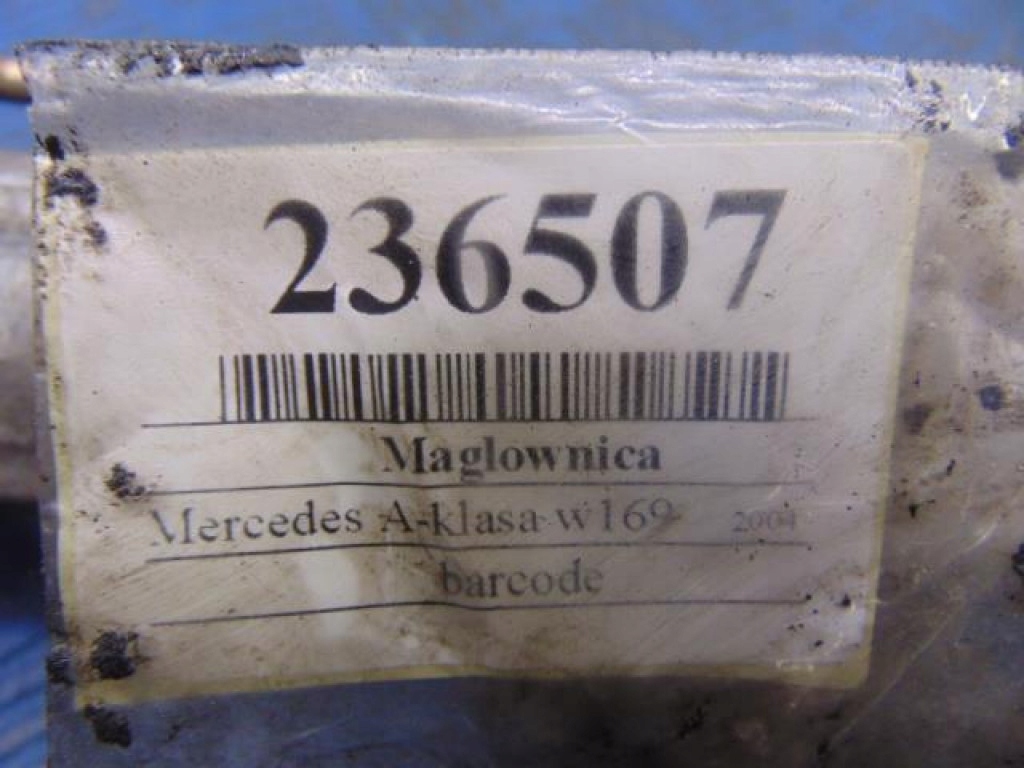 236507
Maglownica
Mercedes A-klasa w169 2004
barcode